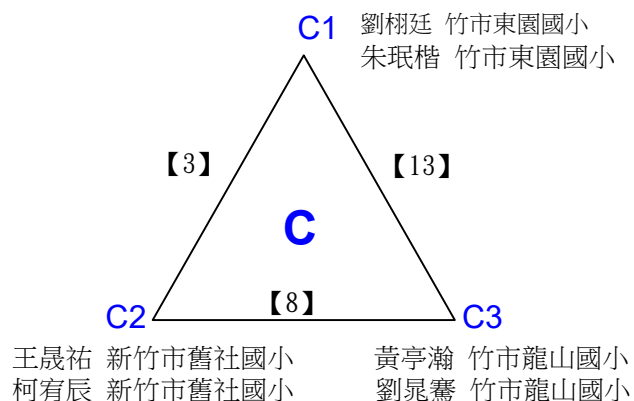 C1 劉栩廷 竹市東園國小
朱珉楷 竹市東園國小
【3】 【13】
C
【8】
C2 C3
王晟祐 新竹市舊社國小 黃亭瀚 竹市龍山國小
柯宥辰 新竹市舊社國小 劉晁騫 竹市龍山國小